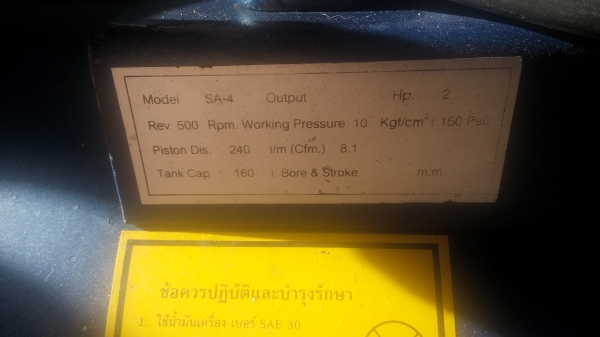 Model SA-4 Output Hp. 2
Rev 500 Rpm. Working Pressure 10 Kgf/cm² ( 150 Psi
Piston Dis. 240 l/m (Cfm.) 8.1
Tank Cap 160 l. Bore & Stroke m.m.
ข้อควรปฏิบัติและบำรุงรักษา
1. ใช้น้ำมันเครื่อง เบอร์ SAE 30